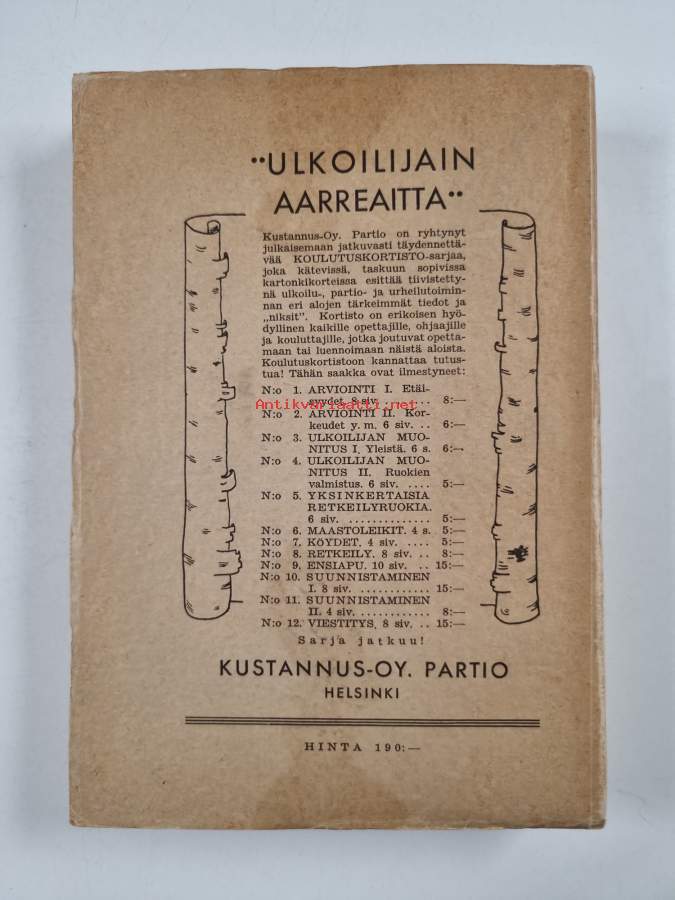 "ULKOILIJAIN
AARREAITTA"
Kustannus-Oy. Partio on ryhtynyt
julkaisemaan jatkuvasti täydennettä-
vää KOULUTUSKORTISTO-sarjaa,
joka kätevissä, taskuun sopivissa
kartonkikorteissa esittää tiivistetty-
nä ulkoilu-, partio- ja urheilutoimin-
nan eri alojen tärkeimmät tiedot ja
„niksit". Kortisto on erikoisen hyö-
dyllinen kaikille opettajille, ohjaajille
ja kouluttajille, jotka joutuvat opetta-
maan tai luennoimaan näistä aloista.
Koulutuskortistoon kannattaa tutus-
tua! Tähän saakka ovat ilmestyneet:
N:o 1. ARVIOINTI I. Etäi-
syydet. 8 siv. .... 8:—
Antikvariaatti.net
N:o 2. ARVIOINTI II. Kor-
keudet y. m. 6 siv. .. 6:—
N:o 3. ULKOILIJAN MUO-
NITUS I. Yleistä. 6 s. 6:—
N:o 4. ULKOILIJAN MUO-
NITUS II. Ruokien
valmistus. 6 siv. .... 5:—
N:o 5. YKSINKERTAISIA
RETKEILYRUOKIA.
6 siv. .............. 5:—
N:o 6. MAASTOLEIKIT. 4 s. 5:—
N:o 7. KÖYDET. 4 siv. .... 5:—
N:o 8. RETKEILY. 8 siv. .. 8:—
N:o 9. ENSIAPU. 10 siv. .. 15:—
N:o 10. SUUNNISTAMINEN
I. 8 siv. ............ 15:—
N:o 11. SUUNNISTAMINEN
II. 4 siv. ............ 8:—
N:o 12. VIESTITYS. 8 siv. .. 15:—
Sarja jatkuu!
KUSTANNUS-OY. PARTIO
HELSINKI
HINTA 190:—